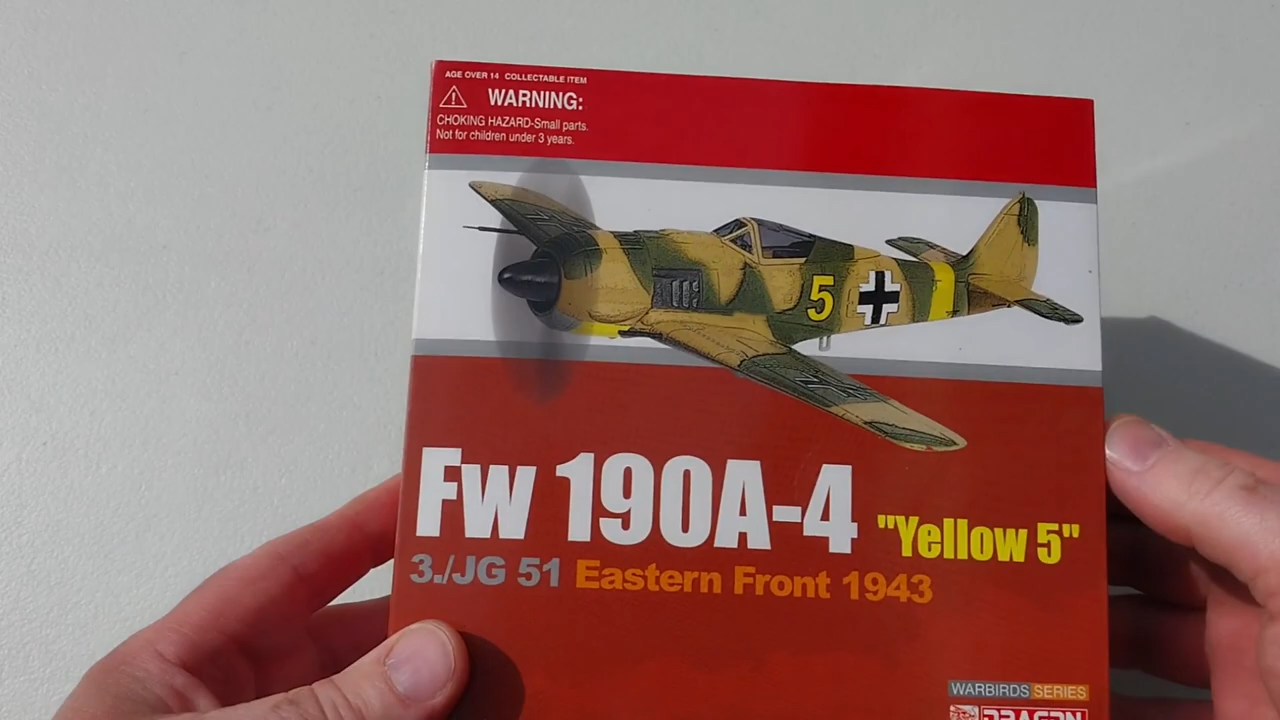 AGE OVER 14 COLLECTABLE ITEM
WARNING:
CHOKING HAZARD-Small parts.
Not for children under 3 years.
5
Fw 190A-4 "Yellow 5"
3./JG 51 Eastern Front 1943
WARBIRDS SERIES
DRAGON